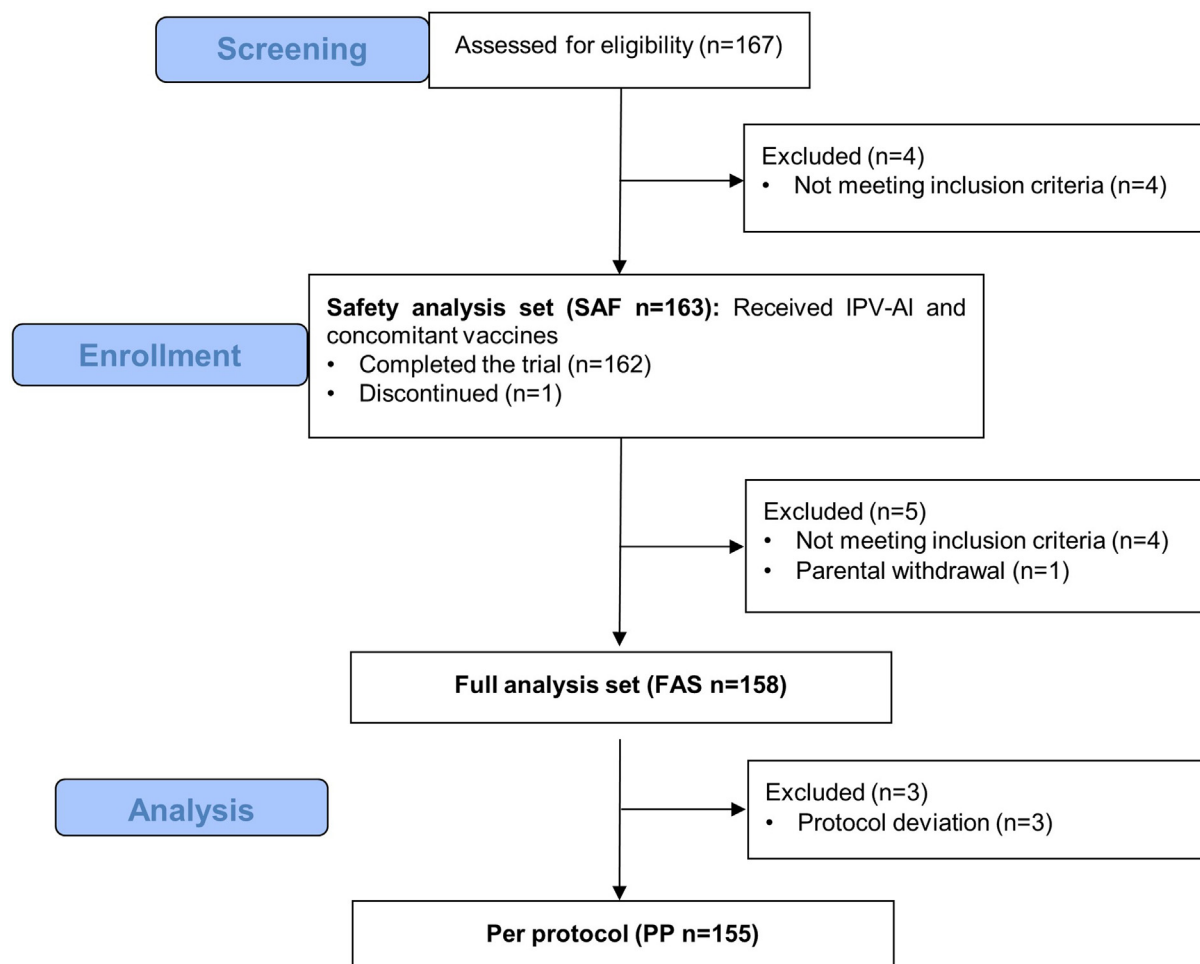 Screening
Assessed for eligibility (n=167)
Excluded (n=4)
• Not meeting inclusion criteria (n=4)
Safety analysis set (SAF n=163): Received IPV-Al and
concomitant vaccines
• Completed the trial (n=162)
• Discontinued (n=1)
Enrollment
Excluded (n=5)
• Not meeting inclusion criteria (n=4)
• Parental withdrawal (n=1)
Full analysis set (FAS n=158)
Analysis
Excluded (n=3)
• Protocol deviation (n=3)
Per protocol (PP n=155)